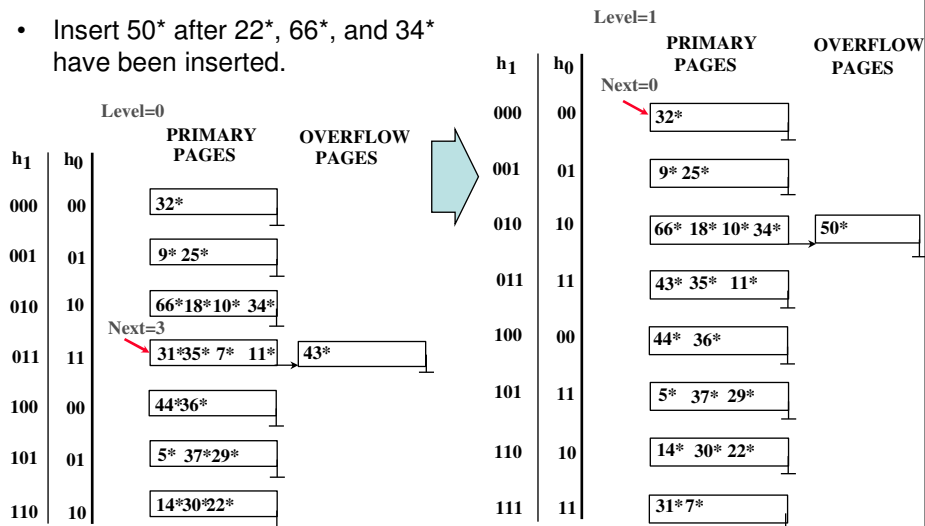 • Insert 50* after 22*, 66*, and 34*
have been inserted.
Level=0
PRIMARY
PAGES
OVERFLOW
PAGES
h1 h0
000 00 32*
001 01 9* 25*
010 10 66*18*10* 34*
Next=3
011 11 31*35* 7* 11* 43*
100 00 44*36*
101 01 5* 37*29*
110 10 14*30*22*
Level=1
PRIMARY
PAGES
OVERFLOW
PAGES
h1 h0
Next=0
000 00 32*
001 01 9* 25*
010 10 66* 18* 10* 34* 50*
011 11 43* 35* 11*
100 00 44* 36*
101 11 5* 37* 29*
110 10 14* 30* 22*
111 11 31*7*